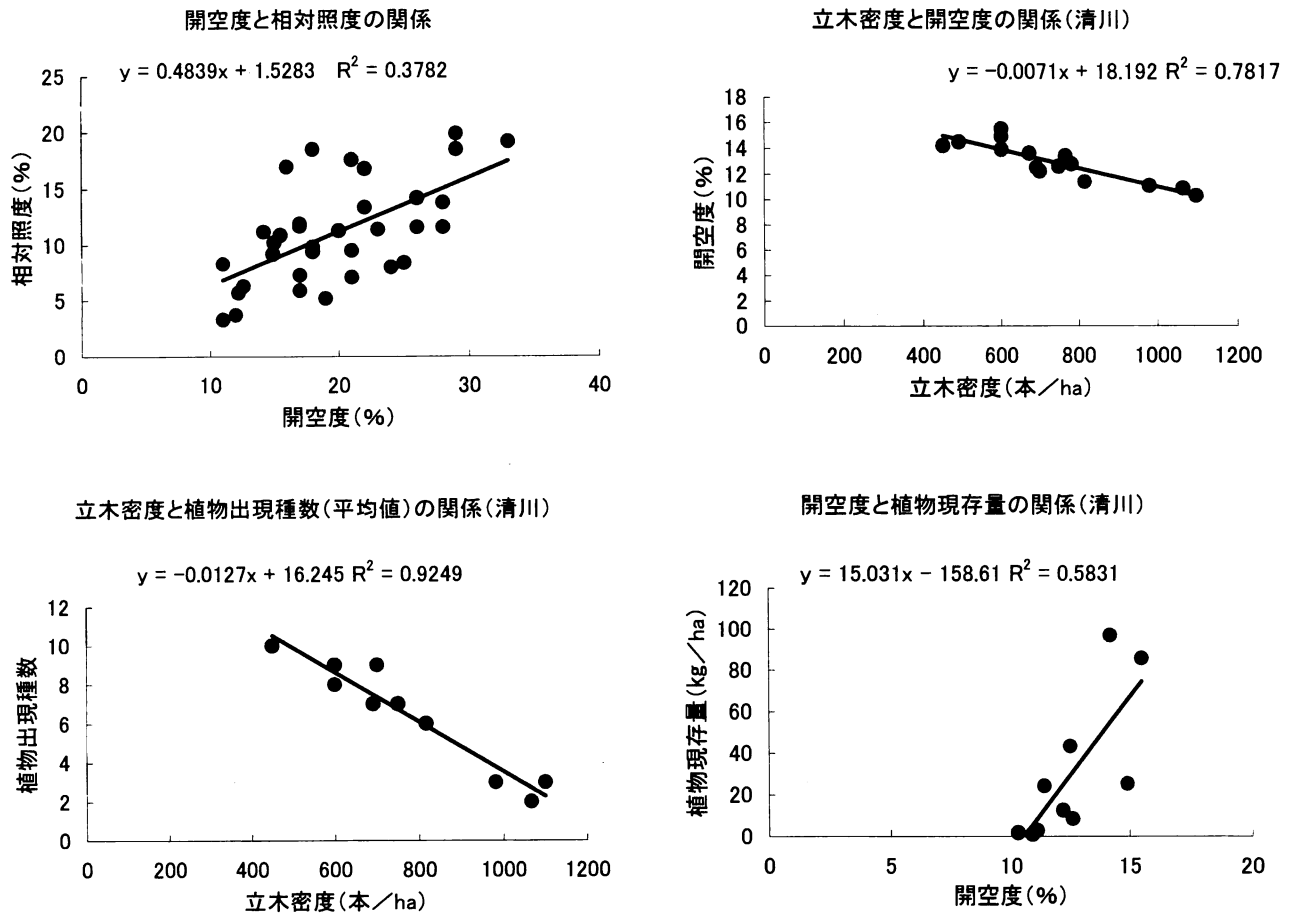 開空度と相対照度の関係
y = 0.4839x + 1.5283 R² = 0.3782
25
20
15
10
5
0
相対照度(%)
0 10 20 30 40
開空度(%)
立木密度と開空度の関係(清川)
y = −0.0071x + 18.192 R² = 0.7817
18
16
14
12
10
8
6
4
2
0
開空度(%)
0 200 400 600 800 1000 1200
立木密度(本/ha)
立木密度と植物出現種数(平均値)の関係(清川)
y = −0.0127x + 16.245 R² = 0.9249
12
10
8
6
4
2
0
植物出現種数
0 200 400 600 800 1000 1200
立木密度(本/ha)
開空度と植物現存量の関係(清川)
y = 15.031x − 158.61 R² = 0.5831
120
100
80
60
40
20
0
植物現存量(kg/ha)
0 5 10 15 20
開空度(%)